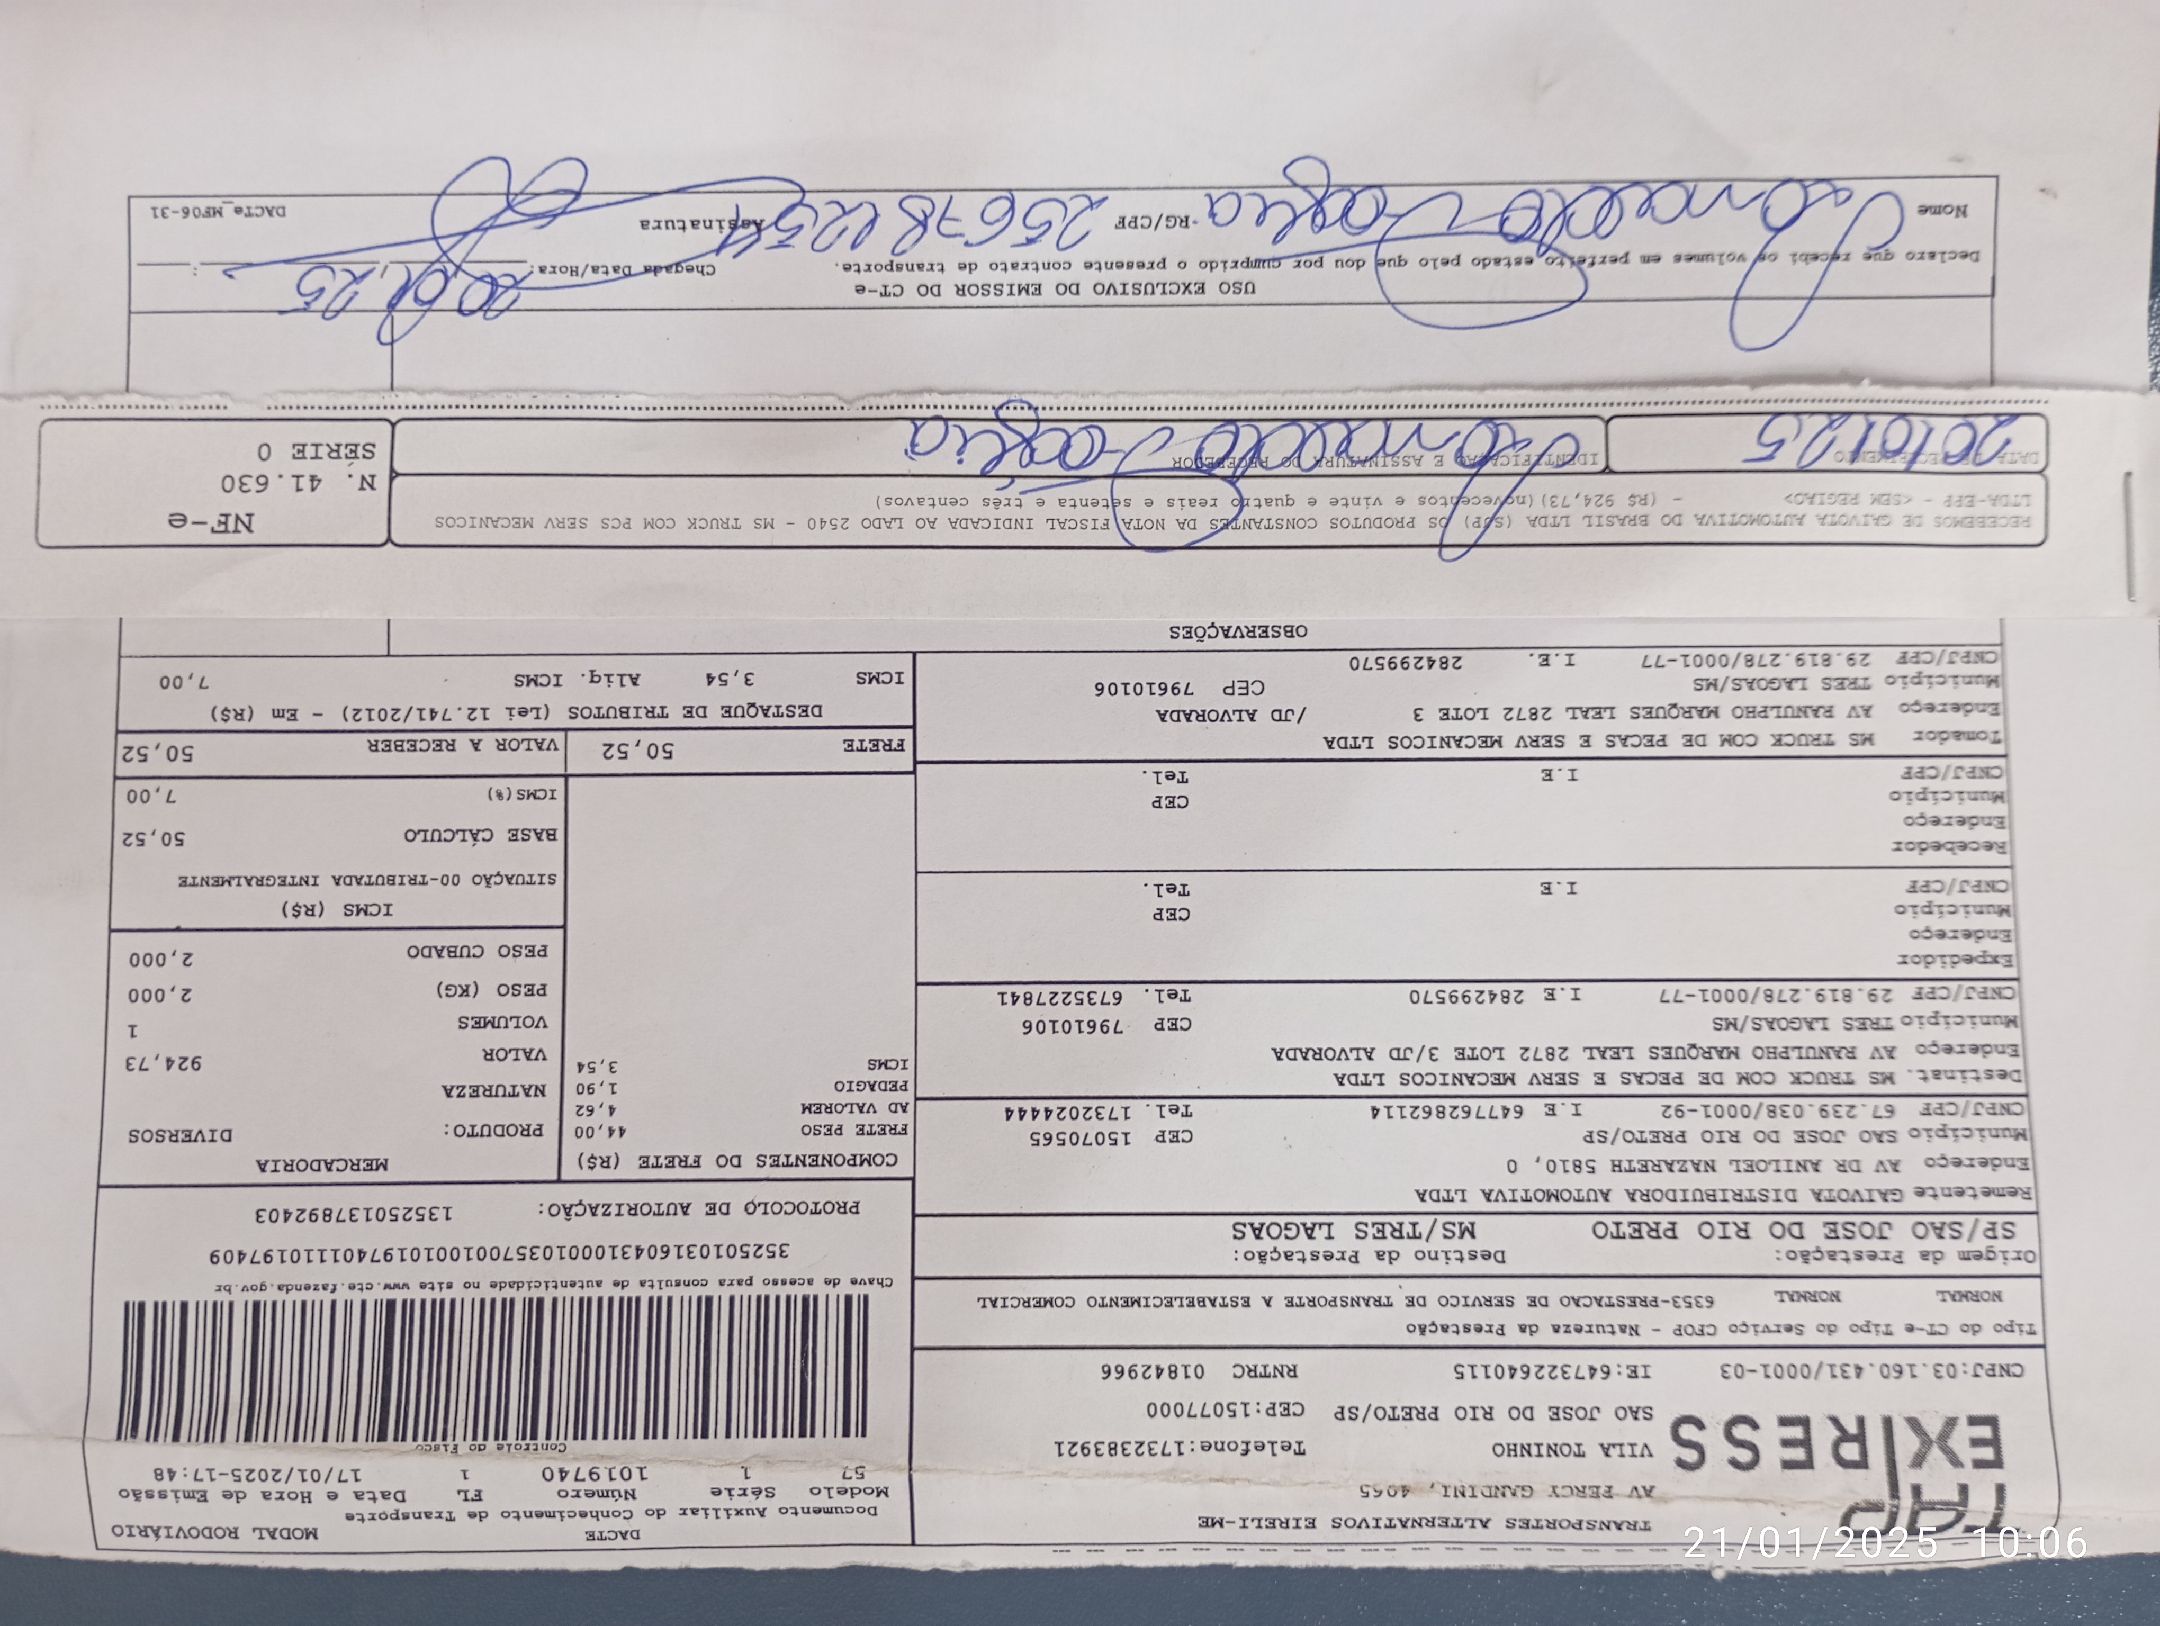 TRANSPORTES ALTERNATIVOS EIRELI-ME
TAP
EXPRESS
AV PERCY GANDINI, 4065
VILA TONINHO Telefone:1732383921
SAO JOSE DO RIO PRETO/SP CEP:15077000
CNPJ:03.160.431/0001-03 IE:647322640115 RNTRC 01842966
DACTE MODAL RODOVIÁRIO
Documento Auxiliar do Conhecimento de Transporte
Modelo Série Número FL Data e Hora de Emissão
57 1 1019740 1 17/01/2025-17:48
Controle do Fisco
Chave de acesso para consulta de autenticidade no site www.cte.fazenda.gov.br
35250103160431000103570010010197401110197409
PROTOCOLO DE AUTORIZAÇÃO: 135250137892403
Tipo do CT-e Tipo do Serviço CFOP - Natureza da Prestação
NORMAL NORMAL 6353-PRESTACAO DE SERVICO DE TRANSPORTE A ESTABELECIMENTO COMERCIAL
Origem da Prestação: Destino da Prestação:
SP/SAO JOSE DO RIO PRETO MS/TRES LAGOAS
Remetente GAIVOTA DISTRIBUIDORA AUTOMOTIVA LTDA
Endereço AV DR ANILOEL NAZARETH 5810, 0
Município SAO JOSE DO RIO PRETO/SP CEP 15070565
CNPJ/CPF 67.239.038/0001-92 I.E 647762862114 Tel. 1732024444
Destinat. MS TRUCK COM DE PECAS E SERV MECANICOS LTDA
Endereço AV RANULPHO MARQUES LEAL 2872 LOTE 3/JD ALVORADA
Município TRES LAGOAS/MS CEP 79610106
CNPJ/CPF 29.819.278/0001-77 I.E 284299570 Tel. 6735227841
Expedidor
Endereço
Município CEP
CNPJ/CPF I.E Tel.
Recebedor
Endereço
Município CEP
CNPJ/CPF I.E Tel.
Tomador MS TRUCK COM DE PECAS E SERV MECANICOS LTDA
Endereço AV RANULPHO MARQUES LEAL 2872 LOTE 3 /JD ALVORADA
Município TRES LAGOAS/MS CEP 79610106
CNPJ/CPF 29.819.278/0001-77 I.E. 284299570
COMPONENTES DO FRETE (R$)
FRETE PESO 44,00
AD VALOREM 4,62
PEDAGIO 1,90
ICMS 3,54
MERCADORIA
PRODUTO: DIVERSOS
NATUREZA
VALOR 924,73
VOLUMES 1
PESO (KG) 2,000
PESO CUBADO 2,000
ICMS (R$)
SITUAÇÃO 00-TRIBUTADA INTEGRALMENTE
BASE CÁLCULO 50,52
ICMS(%) 7,00
FRETE 50,52 VALOR A RECEBER 50,52
DESTAQUE DE TRIBUTOS (Lei 12.741/2012) - Em (R$)
ICMS 3,54 Aliq. ICMS 7,00
OBSERVAÇÕES
RECEBEMOS DE GAIVOTA AUTOMOTIVA DO BRASIL LTDA (SJP) OS PRODUTOS CONSTANTES DA NOTA FISCAL INDICADA AO LADO 2540 - MS TRUCK COM PCS SERV MECANICOS
LTDA-EPP - <SEM REGIAO> - (R$ 924,73)(novecentos e vinte e quatro reais e setenta e três centavos)
DATA DE RECEBIMENTO IDENTIFICAÇÃO E ASSINATURA DO RECEBEDOR
200125
NF-e
N. 41.630
SÉRIE 0
USO EXCLUSIVO DO EMISSOR DO CT-e
Declaro que recebi os volumes em perfeito estado pelo que dou por cumprido o presente contrato de transporte.
Chegada Data/Hora: 20,01,25
Nome RG/CPF Assinatura
DACTe_MF06-31
21/01/2025 10:06